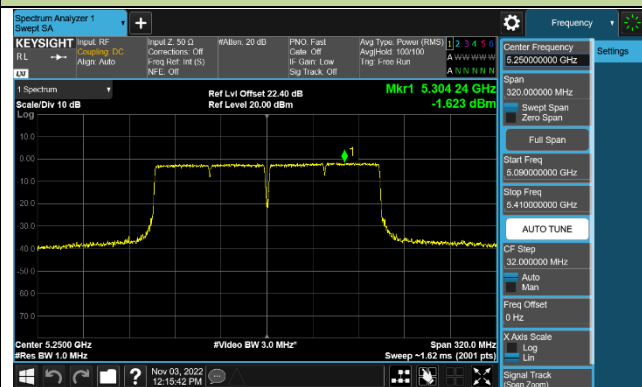 Spectrum Analyzer 1
Swept SA
Frequency
KEYSIGHT
Input: RF
Input Z: 50 Ω
#Atten: 20 dB
PNO: Fast
Avg Type: Power (RMS)
1 2 3 4 5 6
RL
Coupling: DC
Corrections: Off
Gate: Off
Avg|Hold: 100/100
A W W W W W
Align: Auto
Freq Ref: Int (S)
IF Gain: Low
Trig: Free Run
NFE: Off
Sig Track: Off
A N N N N N
LXI
1 Spectrum
Scale/Div 10 dB
Ref Lvl Offset 22.40 dB
Ref Level 20.00 dBm
Mkr1 5.304 24 GHz
-1.623 dBm
Log
10.0
0.00
-10.0
-20.0
-30.0
-40.0
-50.0
-60.0
-70.0
1
Center 5.2500 GHz
#Res BW 1.0 MHz
#Video BW 3.0 MHz*
Span 320.0 MHz
Sweep ~1.62 ms (2001 pts)
Nov 03, 2022
12:15:42 PM
Center Frequency
5.250000000 GHz
Settings
Span
320.000000 MHz
Swept Span
Zero Span
Full Span
Start Freq
5.090000000 GHz
Stop Freq
5.410000000 GHz
AUTO TUNE
CF Step
32.000000 MHz
Auto
Man
Freq Offset
0 Hz
X Axis Scale
Log
Lin
Signal Track
(Span Zoom)